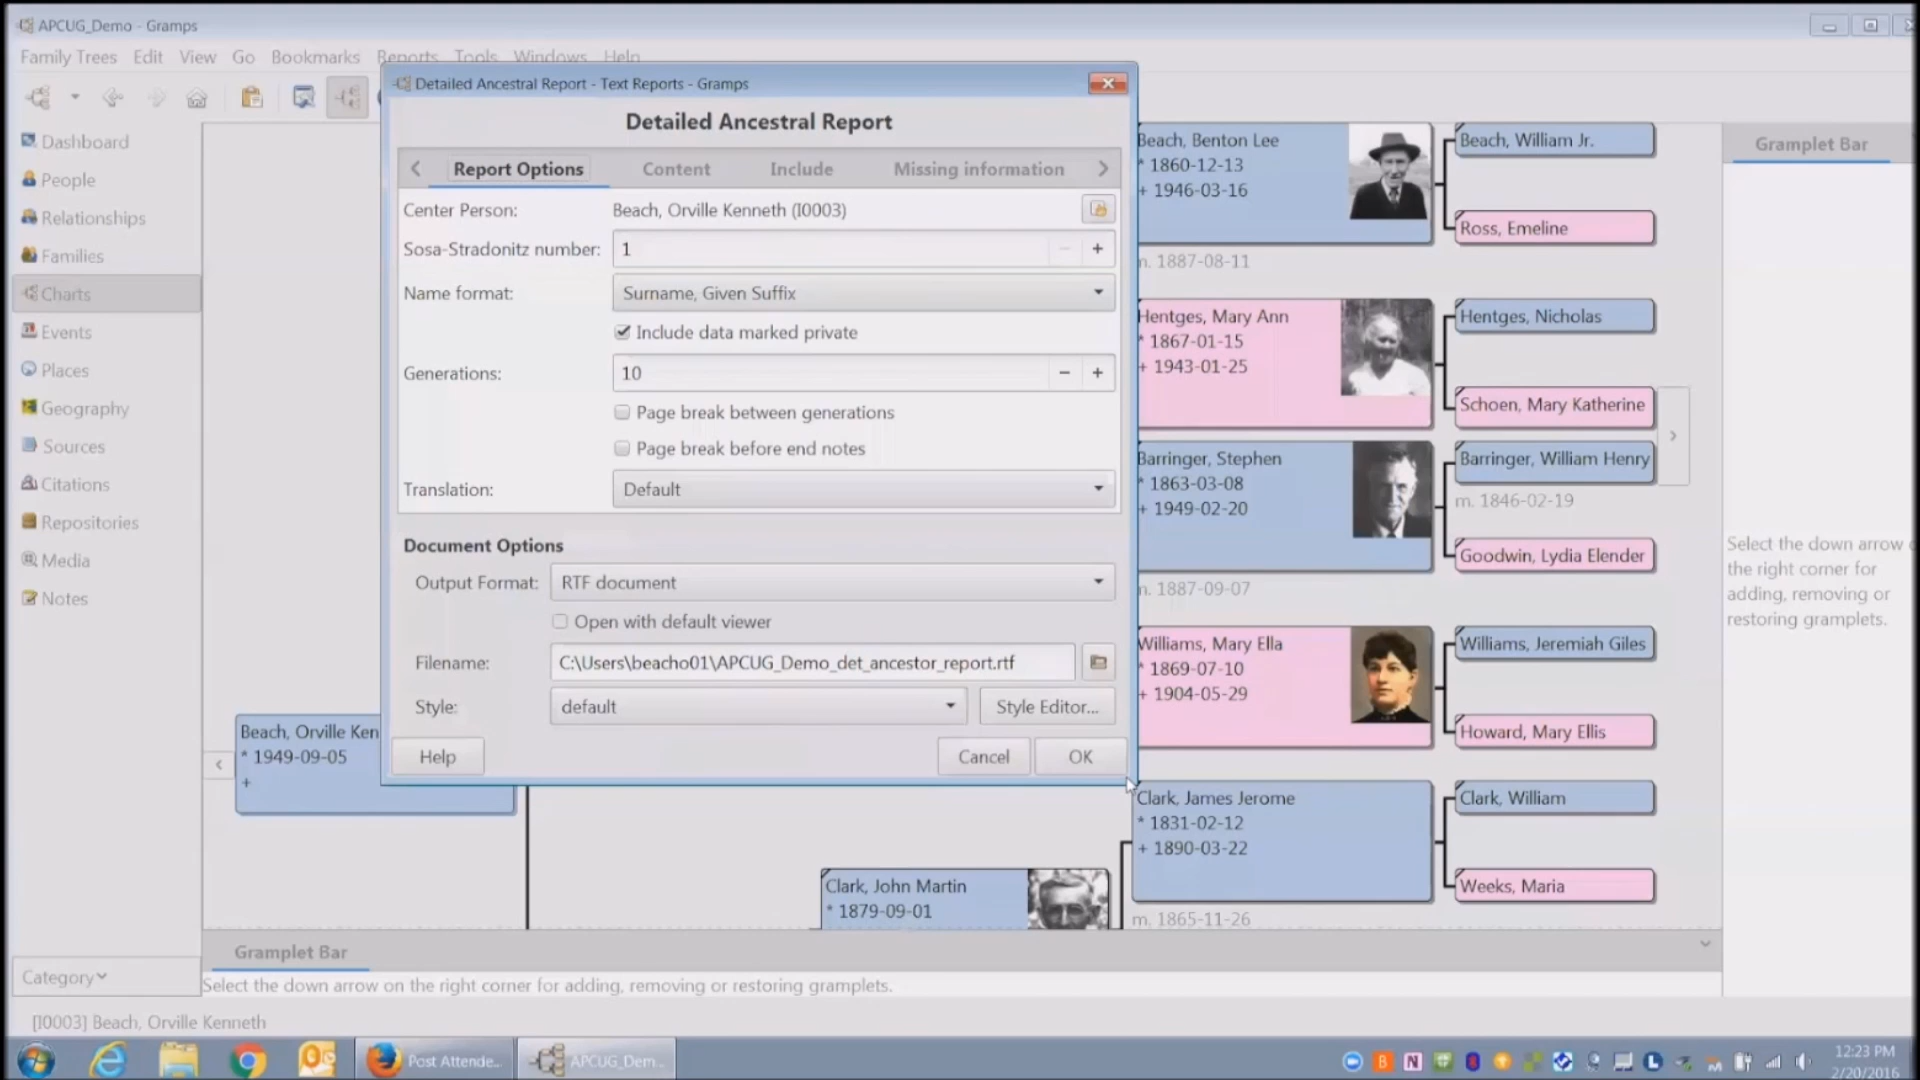 APCUG_Demo - Gramps
Family Trees Edit View Go Bookmarks Reports Tools Windows Help
Detailed Ancestral Report - Text Reports - Gramps
Detailed Ancestral Report
Report Options Content Include Missing information
Center Person: Beach, Orville Kenneth (I0003)
Sosa-Stradonitz number: 1
Name format: Surname, Given Suffix
Include data marked private
Generations: 10
Page break between generations
Page break before end notes
Translation: Default
Document Options
Output Format: RTF document
Open with default viewer
Filename: C:\Users\beacho01\APCUG_Demo_det_ancestor_report.rtf
Style: default Style Editor...
Help Cancel OK
Dashboard
People
Relationships
Families
Charts
Events
Places
Geography
Sources
Citations
Repositories
Media
Notes
Category
Beach, Orville Ken
* 1949-09-05
+
Beach, Benton Lee
* 1860-12-13
+ 1946-03-16
. 1887-08-11
Hentges, Mary Ann
* 1867-01-15
+ 1943-01-25
Barringer, Stephen
* 1863-03-08
+ 1949-02-20
. 1887-09-07
Williams, Mary Ella
* 1869-07-10
+ 1904-05-29
Clark, James Jerome
* 1831-02-12
+ 1890-03-22
m. 1865-11-26
Clark, John Martin
* 1879-09-01
Beach, William Jr.
Ross, Emeline
Hentges, Nicholas
Schoen, Mary Katherine
Barringer, William Henry
m. 1846-02-19
Goodwin, Lydia Elender
Williams, Jeremiah Giles
Howard, Mary Ellis
Clark, William
Weeks, Maria
Gramplet Bar
Select the down arrow
the right corner for
adding, removing or
restoring gramplets.
Gramplet Bar
Select the down arrow on the right corner for adding, removing or restoring gramplets.
[I0003] Beach, Orville Kenneth
Post Attende...
APCUG_Dem...
12:23 PM
2/20/2016